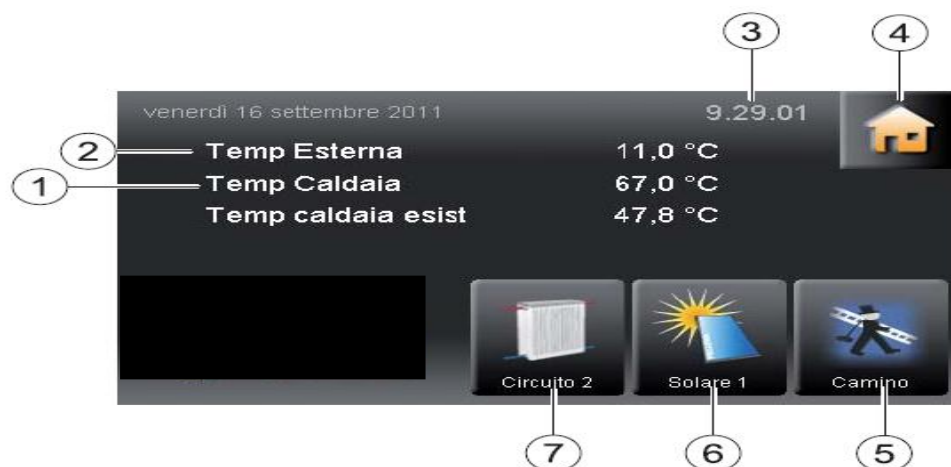 3 4
venerdì 16 settembre 2011 9.29.01
2 Temp Esterna 11,0 °C
1 Temp Caldaia 67,0 °C
Temp caldaia esist 47,8 °C
Circuito 2 Solare 1 Camino
7 6 5